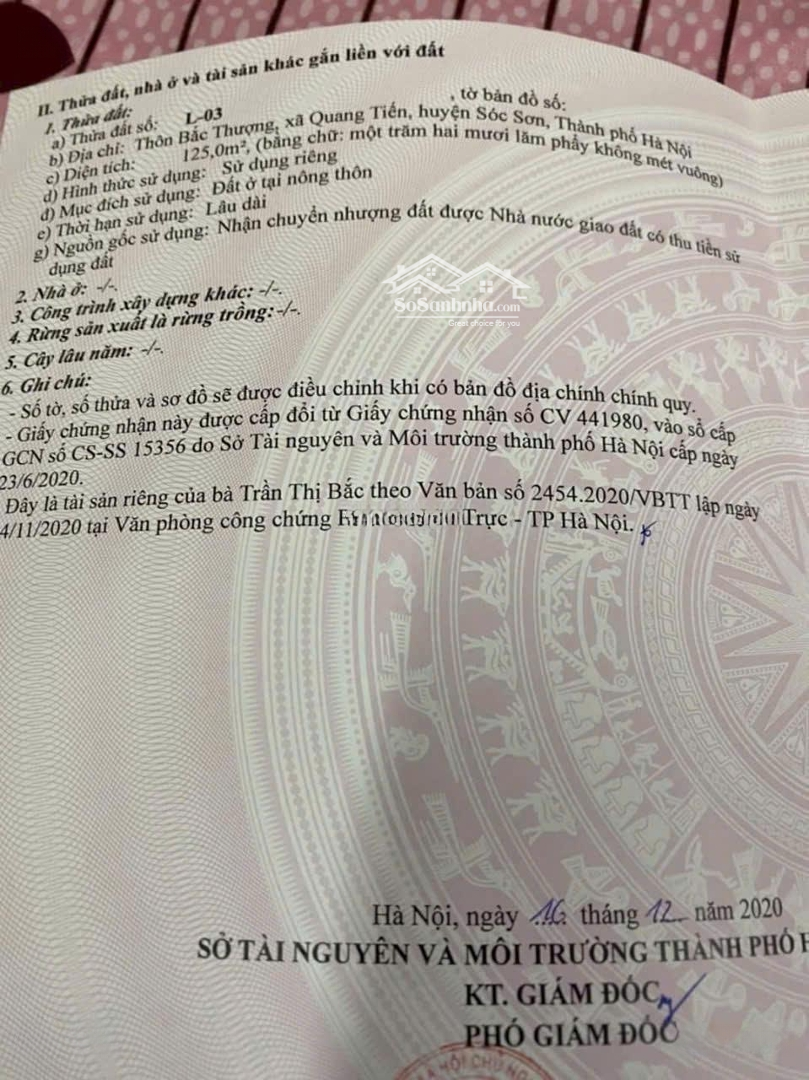 II. Thửa đất, nhà ở và tài sản khác gắn liền với đất
1. Thửa đất:
a) Thửa đất số: L-03 , tờ bản đồ số:
b) Địa chỉ: Thôn Bắc Thượng, xã Quang Tiến, huyện Sóc Sơn, Thành phố Hà Nội
c) Diện tích: 125,0m², (bằng chữ: một trăm hai mươi lăm phẩy không mét vuông)
d) Hình thức sử dụng: Sử dụng riêng
đ) Mục đích sử dụng: Đất ở tại nông thôn
e) Thời hạn sử dụng: Lâu dài
g) Nguồn gốc sử dụng: Nhận chuyển nhượng đất được Nhà nước giao đất có thu tiền sử
dụng đất
2. Nhà ở: -/-.
3. Công trình xây dựng khác: -/-.
4. Rừng sản xuất là rừng trồng: -/-.
5. Cây lâu năm: -/-.
6. Ghi chú:
- Số tờ, số thửa và sơ đồ sẽ được điều chỉnh khi có bản đồ địa chính chính quy.
- Giấy chứng nhận này được cấp đổi từ Giấy chứng nhận số CV 441980, vào sổ cấp
GCN số CS-SS 15356 do Sở Tài nguyên và Môi trường thành phố Hà Nội cấp ngày
23/6/2020.
Đây là tài sản riêng của bà Trần Thị Bắc theo Văn bản số 2454.2020/VBTT lập ngày
4/11/2020 tại Văn phòng công chứng Trực - TP Hà Nội.
SoSanhnha.com
Great choice for you
Hà Nội, ngày 16 tháng 12 năm 2020
SỞ TÀI NGUYÊN VÀ MÔI TRƯỜNG THÀNH PHỐ H
KT. GIÁM ĐỐC
PHÓ GIÁM ĐỐC
HỘI CHỦ